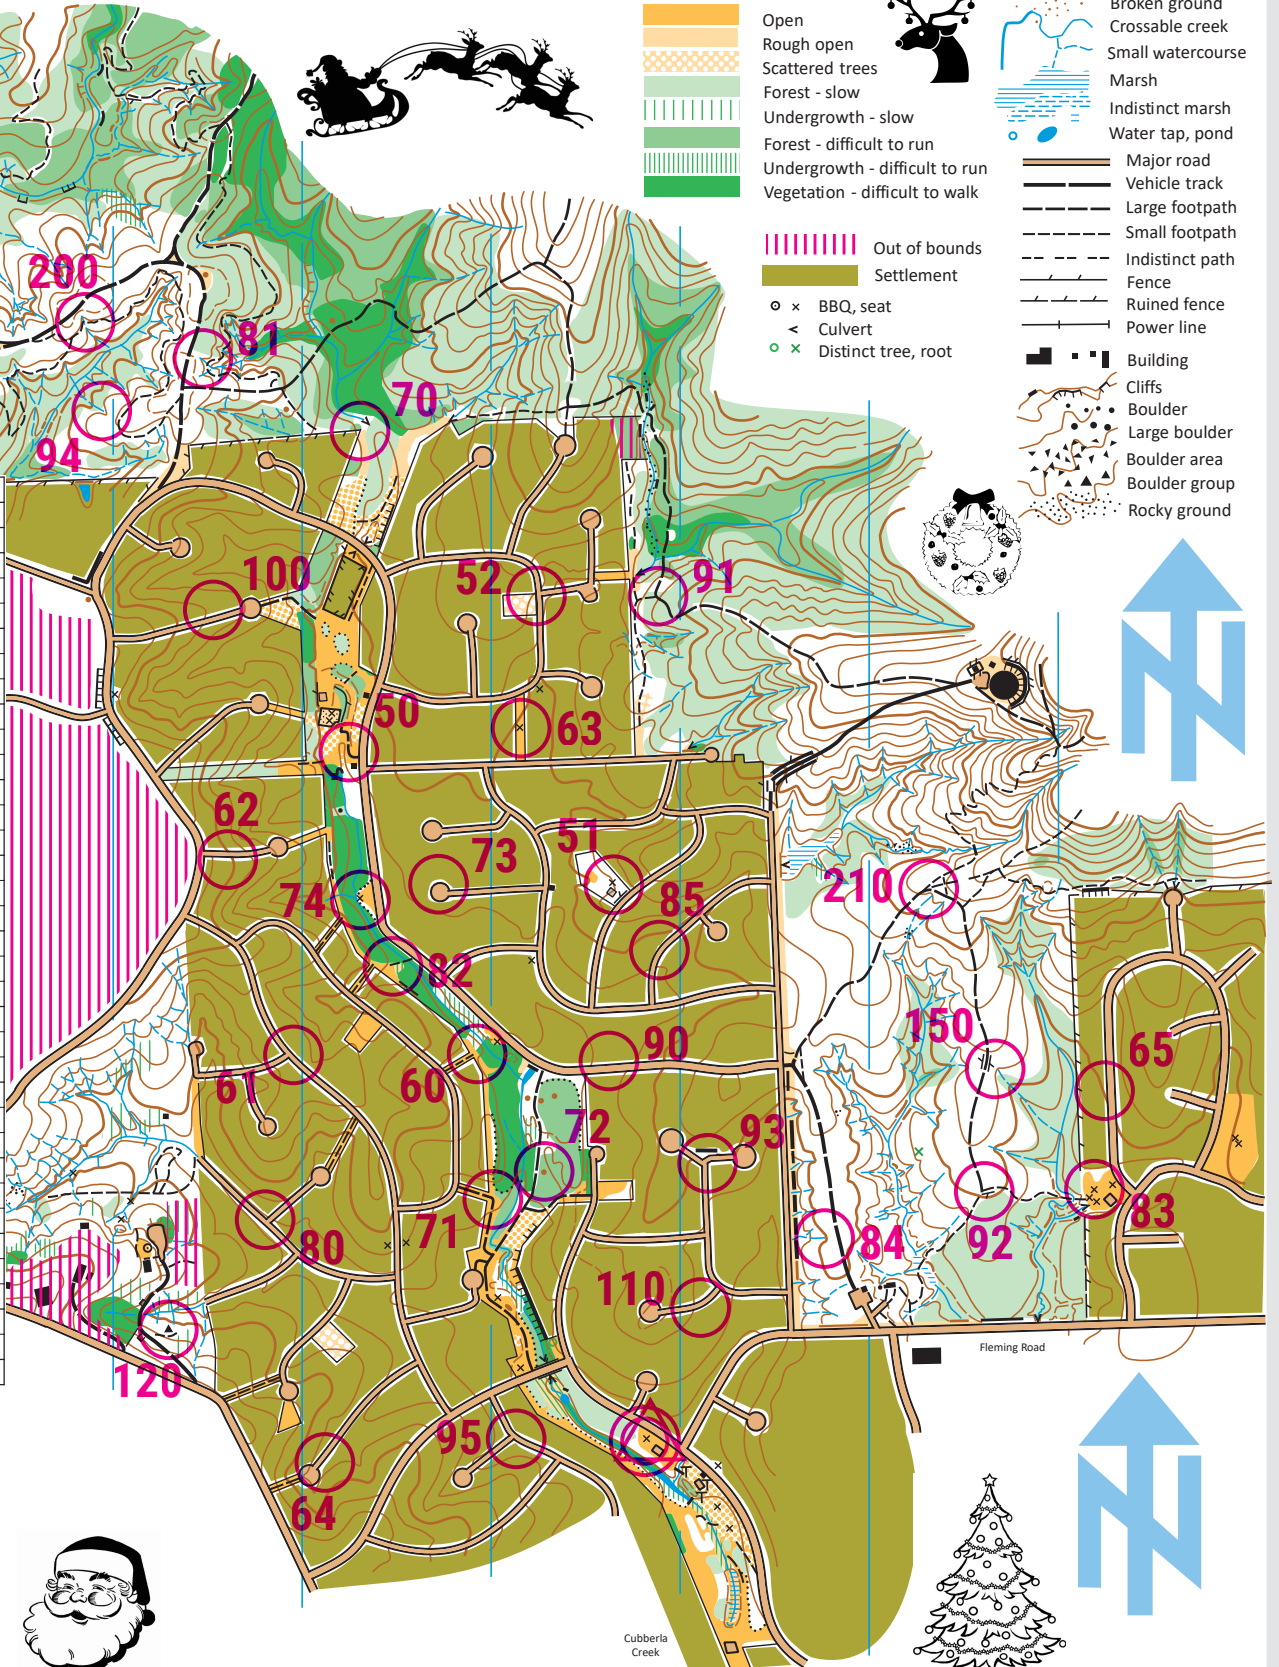 Open
Rough open
Scattered trees
Forest - slow
Undergrowth - slow
Forest - difficult to run
Undergrowth - difficult to run
Vegetation - difficult to walk
Out of bounds
Settlement
BBQ, seat
Culvert
Distinct tree, root
Broken ground
Crossable creek
Small watercourse
Marsh
Indistinct marsh
Water tap, pond
Major road
Vehicle track
Large footpath
Small footpath
Indistinct path
Fence
Ruined fence
Power line
Building
Cliffs
Boulder
Large boulder
Boulder area
Boulder group
Rocky ground
200
81
70
94
100
52
91
50
63
62
73
51
74
85
210
82
150
90
65
61
60
72
93
71
80
84
92
83
110
120
95
64
Fleming Road
Cubberla
Creek
N
N